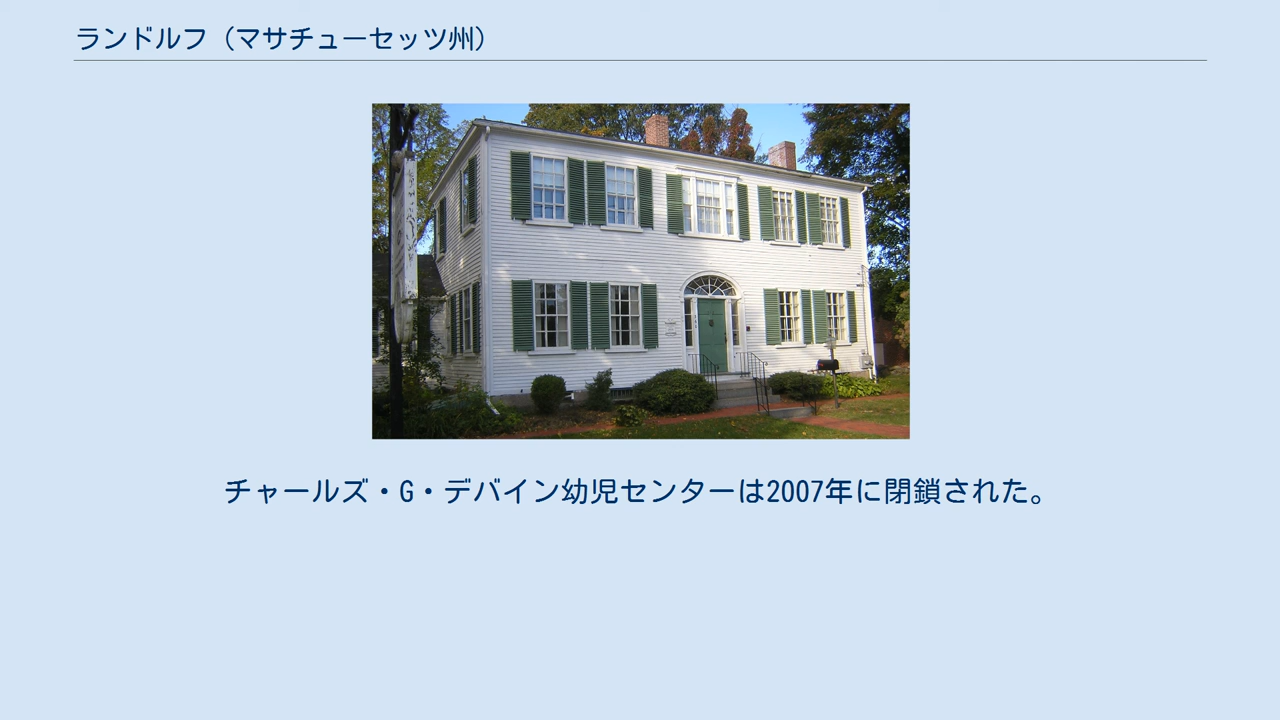 ランドルフ（マサチューセッツ州）
チャールズ・G・デバイン幼児センターは2007年に閉鎖された。